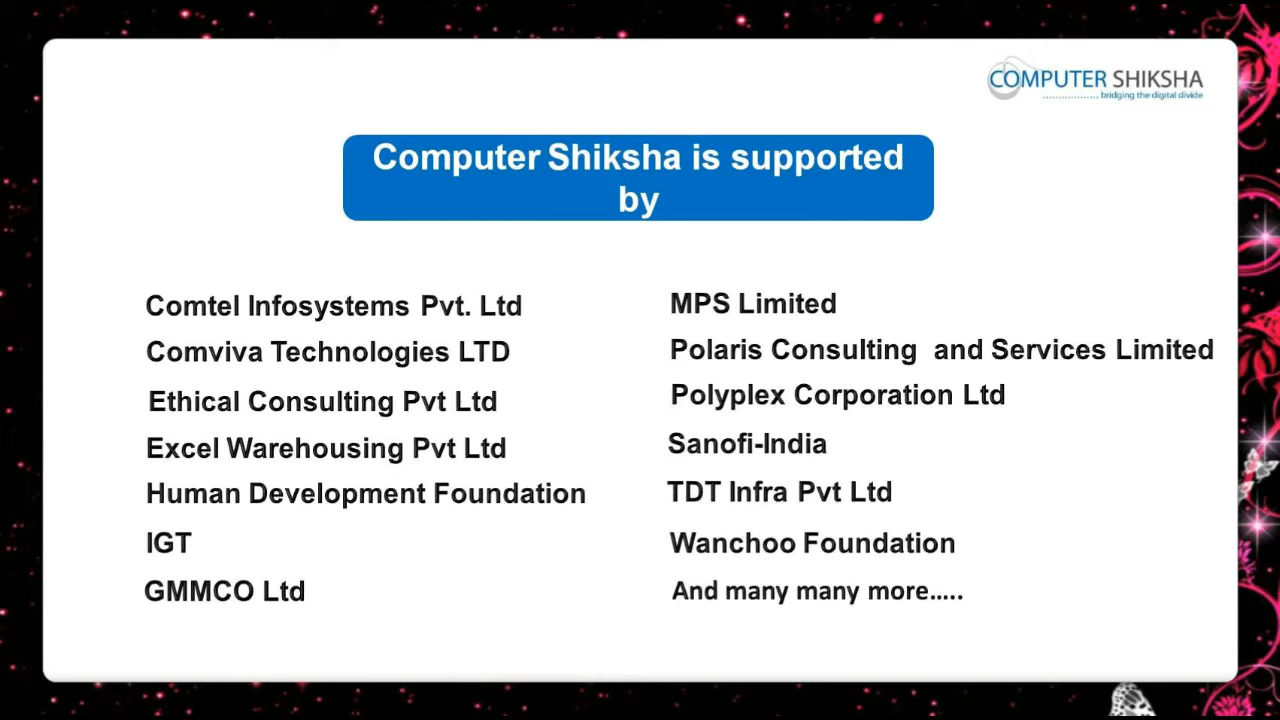 COMPUTER SHIKSHA
bridging the digital divide
Computer Shiksha is supported
by
Comtel Infosystems Pvt. Ltd
Comviva Technologies LTD
Ethical Consulting Pvt Ltd
Excel Warehousing Pvt Ltd
Human Development Foundation
IGT
GMMCO Ltd
MPS Limited
Polaris Consulting and Services Limited
Polyplex Corporation Ltd
Sanofi-India
TDT Infra Pvt Ltd
Wanchoo Foundation
And many many more.....